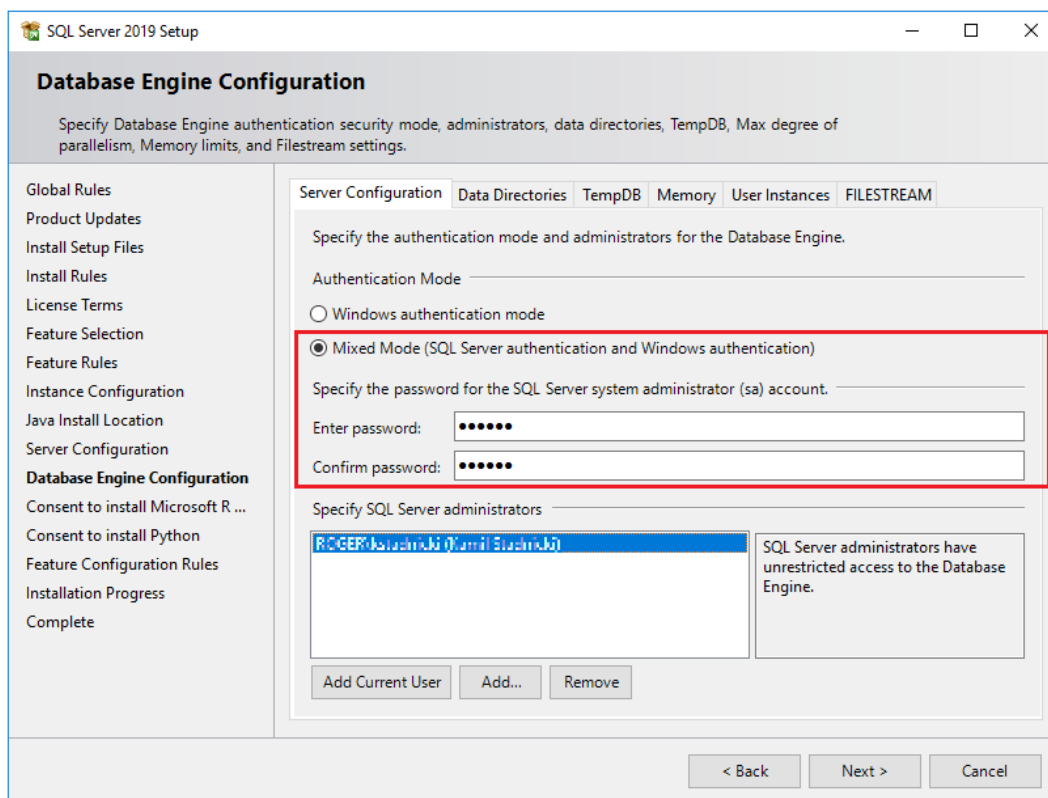 SQL Server 2019 Setup
Database Engine Configuration
Specify Database Engine authentication security mode, administrators, data directories, TempDB, Max degree of
parallelism, Memory limits, and Filestream settings.
Global Rules
Product Updates
Install Setup Files
Install Rules
License Terms
Feature Selection
Feature Rules
Instance Configuration
Java Install Location
Server Configuration
Database Engine Configuration
Consent to install Microsoft R ...
Consent to install Python
Feature Configuration Rules
Installation Progress
Complete
Server Configuration Data Directories TempDB Memory User Instances FILESTREAM
Specify the authentication mode and administrators for the Database Engine.
Authentication Mode
Windows authentication mode
Mixed Mode (SQL Server authentication and Windows authentication)
Specify the password for the SQL Server system administrator (sa) account.
Enter password: ●●●●●●
Confirm password: ●●●●●●
Specify SQL Server administrators
SQL Server administrators have
unrestricted access to the Database
Engine.
Add Current User Add... Remove
< Back Next > Cancel